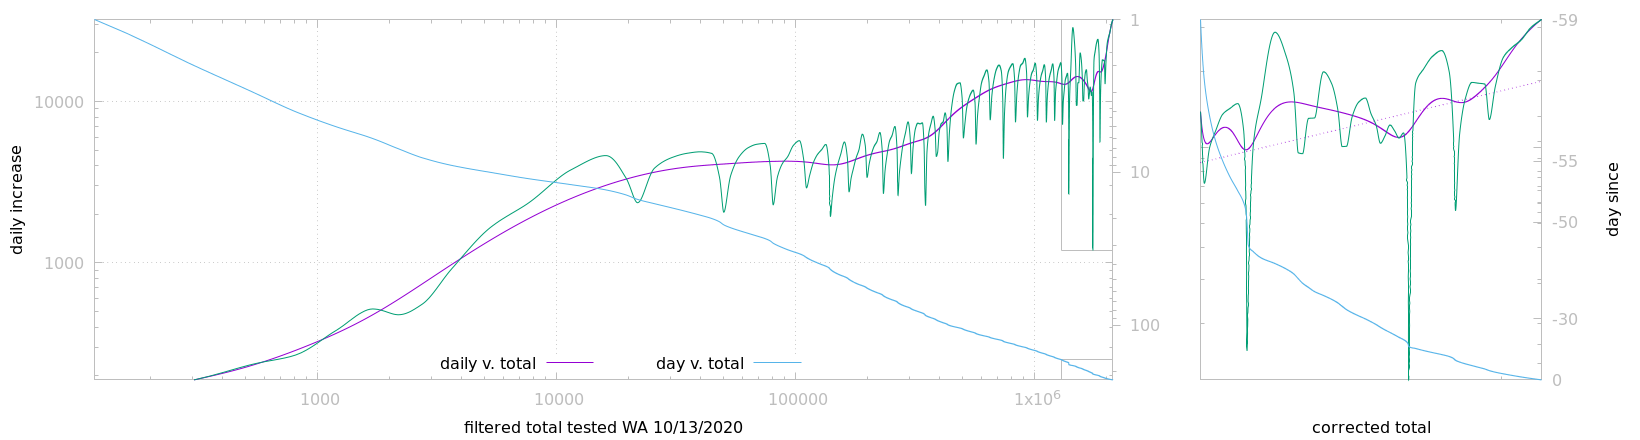 1
-59
10000
10
-55
-50
daily increase
day since
1000
-30
100
daily v. total
day v. total
0
1000
10000
100000
1x10⁶
filtered total tested WA 10/13/2020
corrected total